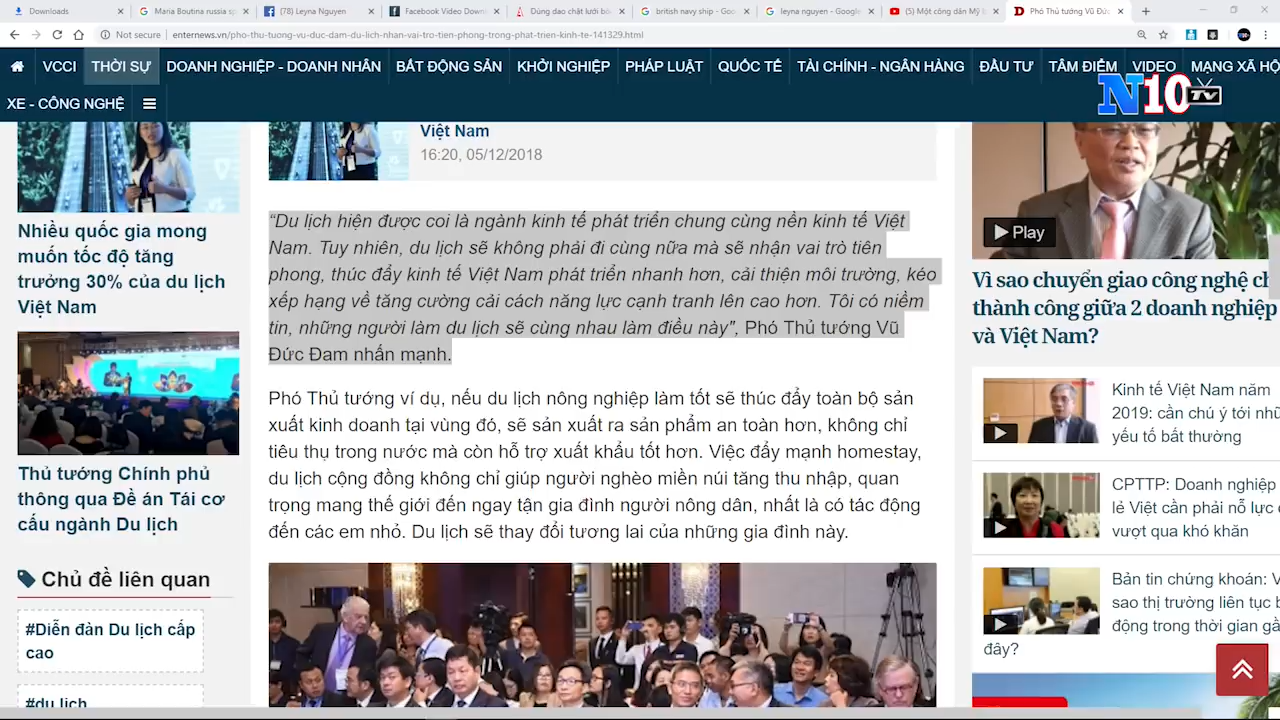 Downloads
Maria Boutina russia sp
(78) Leyna Nguyen
Facebook Video Downl
Dùng dao chặt lưỡi bò
british navy ship - Goo
leyna nguyen - Google
(5) Một công dân Mỹ b
Phó Thủ tướng Vũ Đức
Not secure | enternews.vn/pho-thu-tuong-vu-duc-dam-du-lich-nhan-vai-tro-tien-phong-trong-phat-trien-kinh-te-141329.html
VCCI THỜI SỰ DOANH NGHIỆP - DOANH NHÂN BẤT ĐỘNG SẢN KHỞI NGHIỆP PHÁP LUẬT QUỐC TẾ TÀI CHÍNH - NGÂN HÀNG ĐẦU TƯ TÂM ĐIỂM VIDEO MẠNG XÃ HỘ
XE - CÔNG NGHỆ
N10 TV
Nhiều quốc gia mong
muốn tốc độ tăng
trưởng 30% của du lịch
Việt Nam
Thủ tướng Chính phủ
thông qua Đề án Tái cơ
cấu ngành Du lịch
Chủ đề liên quan
#Diễn đàn Du lịch cấp
cao
#du lịch
Việt Nam
16:20, 05/12/2018
“Du lịch hiện được coi là ngành kinh tế phát triển chung cùng nền kinh tế Việt
Nam. Tuy nhiên, du lịch sẽ không phải đi cùng nữa mà sẽ nhận vai trò tiên
phong, thúc đẩy kinh tế Việt Nam phát triển nhanh hơn, cải thiện môi trường, kéo
xếp hạng về tăng cường cải cách năng lực cạnh tranh lên cao hơn. Tôi có niềm
tin, những người làm du lịch sẽ cùng nhau làm điều này”, Phó Thủ tướng Vũ
Đức Đam nhấn mạnh.
Phó Thủ tướng ví dụ, nếu du lịch nông nghiệp làm tốt sẽ thúc đẩy toàn bộ sản
xuất kinh doanh tại vùng đó, sẽ sản xuất ra sản phẩm an toàn hơn, không chỉ
tiêu thụ trong nước mà còn hỗ trợ xuất khẩu tốt hơn. Việc đẩy mạnh homestay,
du lịch cộng đồng không chỉ giúp người nghèo miền núi tăng thu nhập, quan
trọng mang thế giới đến ngay tận gia đình người nông dân, nhất là có tác động
đến các em nhỏ. Du lịch sẽ thay đổi tương lai của những gia đình này.
Play
Vì sao chuyển giao công nghệ ch
thành công giữa 2 doanh nghiệp
và Việt Nam?
Kinh tế Việt Nam năm
2019: cần chú ý tới nhữ
yếu tố bất thường
CPTTP: Doanh nghiệp
lẻ Việt cần phải nỗ lực
vượt qua khó khăn
Bản tin chứng khoán: V
sao thị trường liên tục b
động trong thời gian gầ
đây?